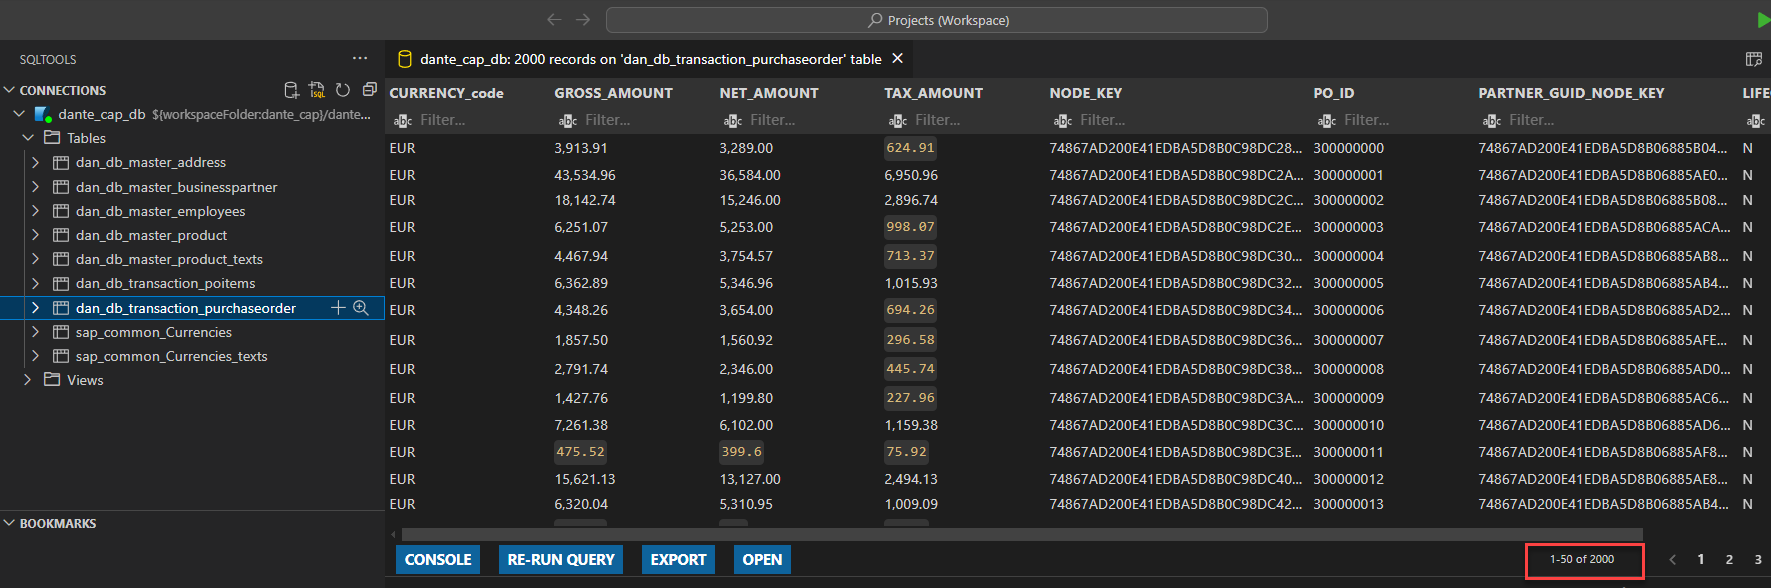 Projects (Workspace)
SQLTOOLS
dante_cap_db: 2000 records on 'dan_db_transaction_purchaseorder' table
CONNECTIONS
dante_cap_db ${workspaceFolder:dante_cap}/dante...
Tables
dan_db_master_address
dan_db_master_businesspartner
dan_db_master_employees
dan_db_master_product
dan_db_master_product_texts
dan_db_transaction_poitems
dan_db_transaction_purchaseorder
sap_common_Currencies
sap_common_Currencies_texts
Views
BOOKMARKS
CURRENCY_code GROSS_AMOUNT NET_AMOUNT TAX_AMOUNT NODE_KEY PO_ID PARTNER_GUID_NODE_KEY LIFE
abc Filter... abc Filter... abc Filter... abc Filter... abc Filter... abc Filter... abc Filter... abc
EUR 3,913.91 3,289.00 624.91 74867AD200E41EDBA5D8B0C98DC28... 300000000 74867AD200E41EDBA5D8B06885B04... N
EUR 43,534.96 36,584.00 6,950.96 74867AD200E41EDBA5D8B0C98DC2A... 300000001 74867AD200E41EDBA5D8B06885AE0... N
EUR 18,142.74 15,246.00 2,896.74 74867AD200E41EDBA5D8B0C98DC2C... 300000002 74867AD200E41EDBA5D8B06885B08... N
EUR 6,251.07 5,253.00 998.07 74867AD200E41EDBA5D8B0C98DC2E... 300000003 74867AD200E41EDBA5D8B06885ACA... N
EUR 4,467.94 3,754.57 713.37 74867AD200E41EDBA5D8B0C98DC30... 300000004 74867AD200E41EDBA5D8B06885AB8... N
EUR 6,362.89 5,346.96 1,015.93 74867AD200E41EDBA5D8B0C98DC32... 300000005 74867AD200E41EDBA5D8B06885AB4... N
EUR 4,348.26 3,654.00 694.26 74867AD200E41EDBA5D8B0C98DC34... 300000006 74867AD200E41EDBA5D8B06885AD2... N
EUR 1,857.50 1,560.92 296.58 74867AD200E41EDBA5D8B0C98DC36... 300000007 74867AD200E41EDBA5D8B06885AFE... N
EUR 2,791.74 2,346.00 445.74 74867AD200E41EDBA5D8B0C98DC38... 300000008 74867AD200E41EDBA5D8B06885AD0... N
EUR 1,427.76 1,199.80 227.96 74867AD200E41EDBA5D8B0C98DC3A... 300000009 74867AD200E41EDBA5D8B06885AC6... N
EUR 7,261.38 6,102.00 1,159.38 74867AD200E41EDBA5D8B0C98DC3C... 300000010 74867AD200E41EDBA5D8B06885AD6... N
EUR 475.52 399.6 75.92 74867AD200E41EDBA5D8B0C98DC3E... 300000011 74867AD200E41EDBA5D8B06885AF8... N
EUR 15,621.13 13,127.00 2,494.13 74867AD200E41EDBA5D8B0C98DC40... 300000012 74867AD200E41EDBA5D8B06885AE8... N
EUR 6,320.04 5,310.95 1,009.09 74867AD200E41EDBA5D8B0C98DC42... 300000013 74867AD200E41EDBA5D8B06885AB4... N
CONSOLE RE-RUN QUERY EXPORT OPEN 1-50 of 2000 1 2 3